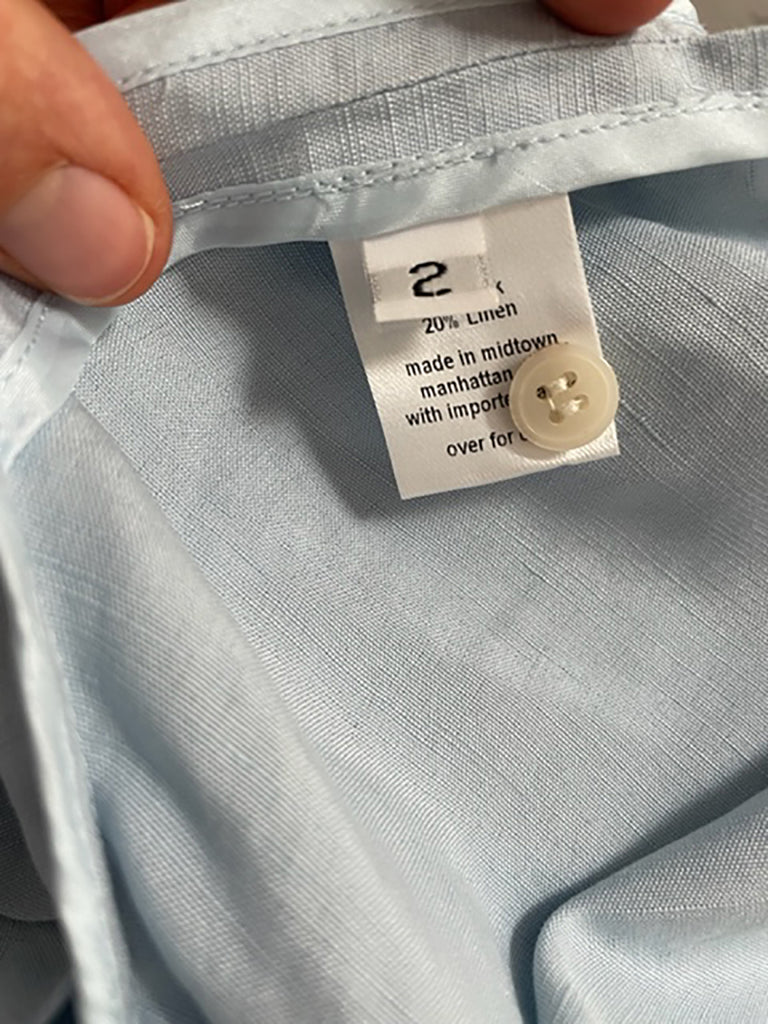 2
20% Linen
made in midtown
manhattan
with importe
over for